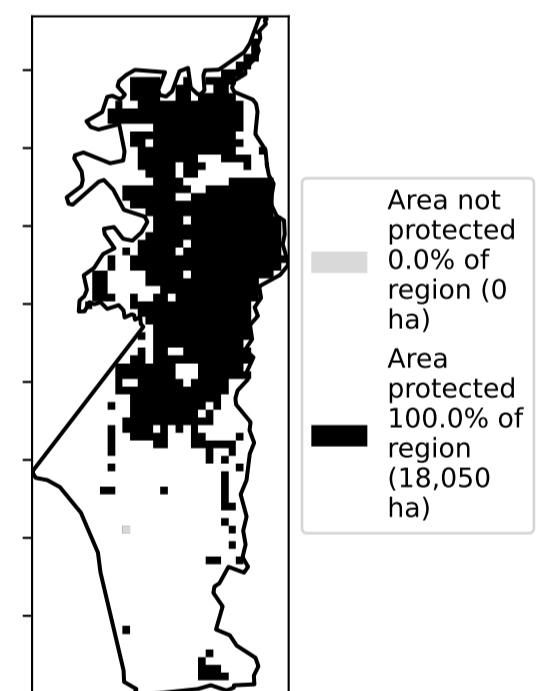 Area not
protected
0.0% of
region (0
ha)
Area
protected
100.0% of
region
(18,050
ha)